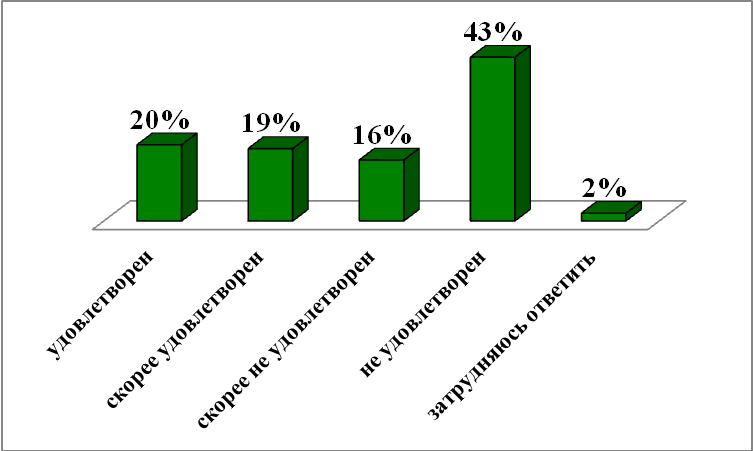 20%
19%
16%
43%
2%
удовлетворен
скорее удовлетворен
скорее не удовлетворен
не удовлетворен
затрудняюсь ответить